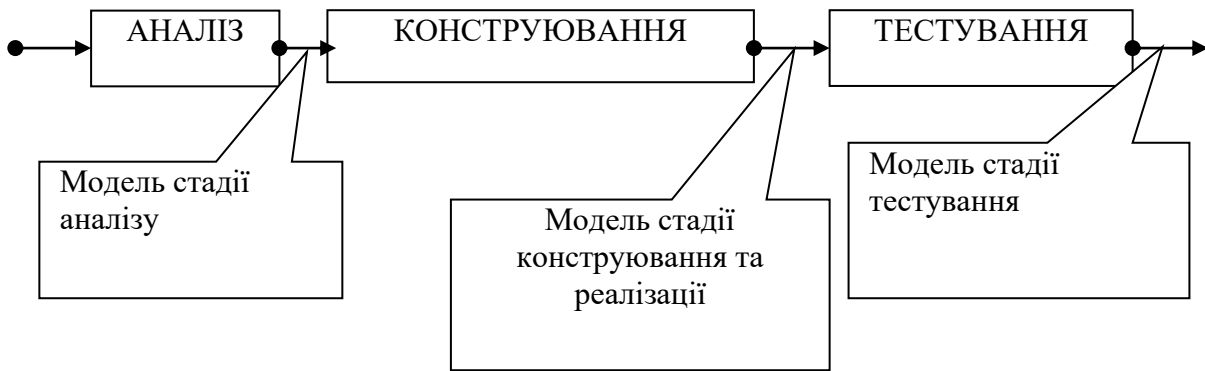 АНАЛІЗ
КОНСТРУЮВАННЯ
ТЕСТУВАННЯ
Модель стадії
аналізу
Модель стадії
конструювання та
реалізації
Модель стадії
тестування